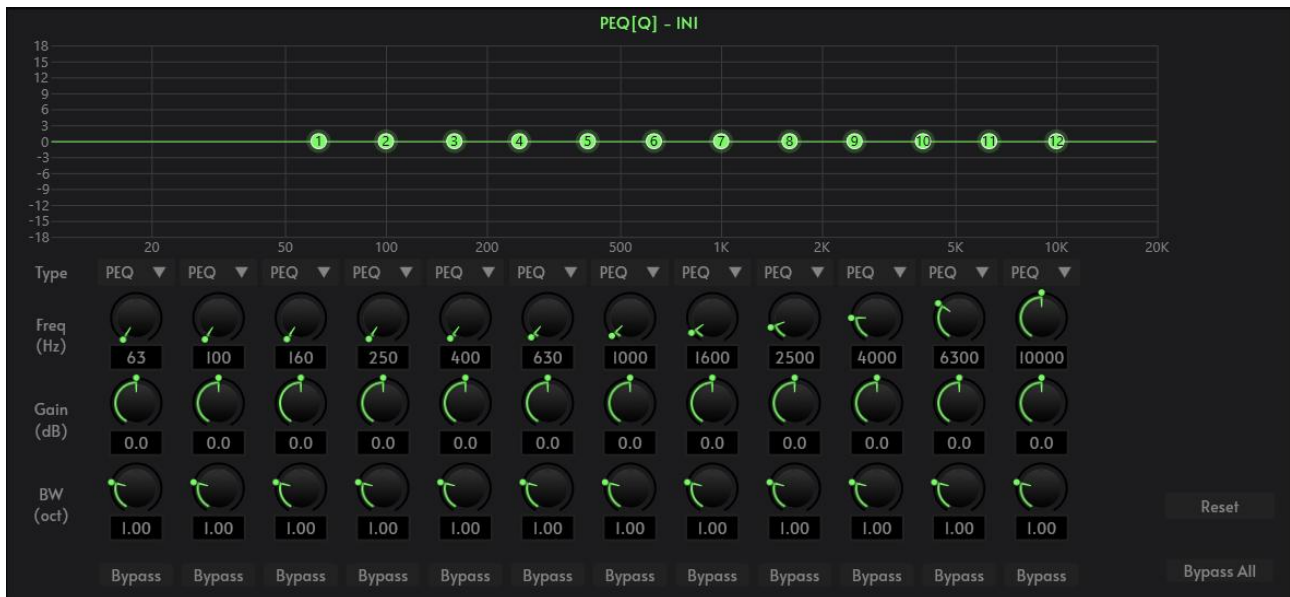 PEQ[Q] - INI
18
15
12
9
6
3
0
-3
-6
-9
-12
-15
-18
1 2 3 4 5 6 7 8 9 10 11 12
20 50 100 200 500 1K 2K 5K 10K 20K
Type PEQ PEQ PEQ PEQ PEQ PEQ PEQ PEQ PEQ PEQ PEQ PEQ
Freq
(Hz)
63 100 160 250 400 630 1000 1600 2500 4000 6300 10000
Gain
(dB)
0.0 0.0 0.0 0.0 0.0 0.0 0.0 0.0 0.0 0.0 0.0 0.0
BW
(oct)
1.00 1.00 1.00 1.00 1.00 1.00 1.00 1.00 1.00 1.00 1.00 1.00
Reset
Bypass Bypass Bypass Bypass Bypass Bypass Bypass Bypass Bypass Bypass Bypass Bypass Bypass All